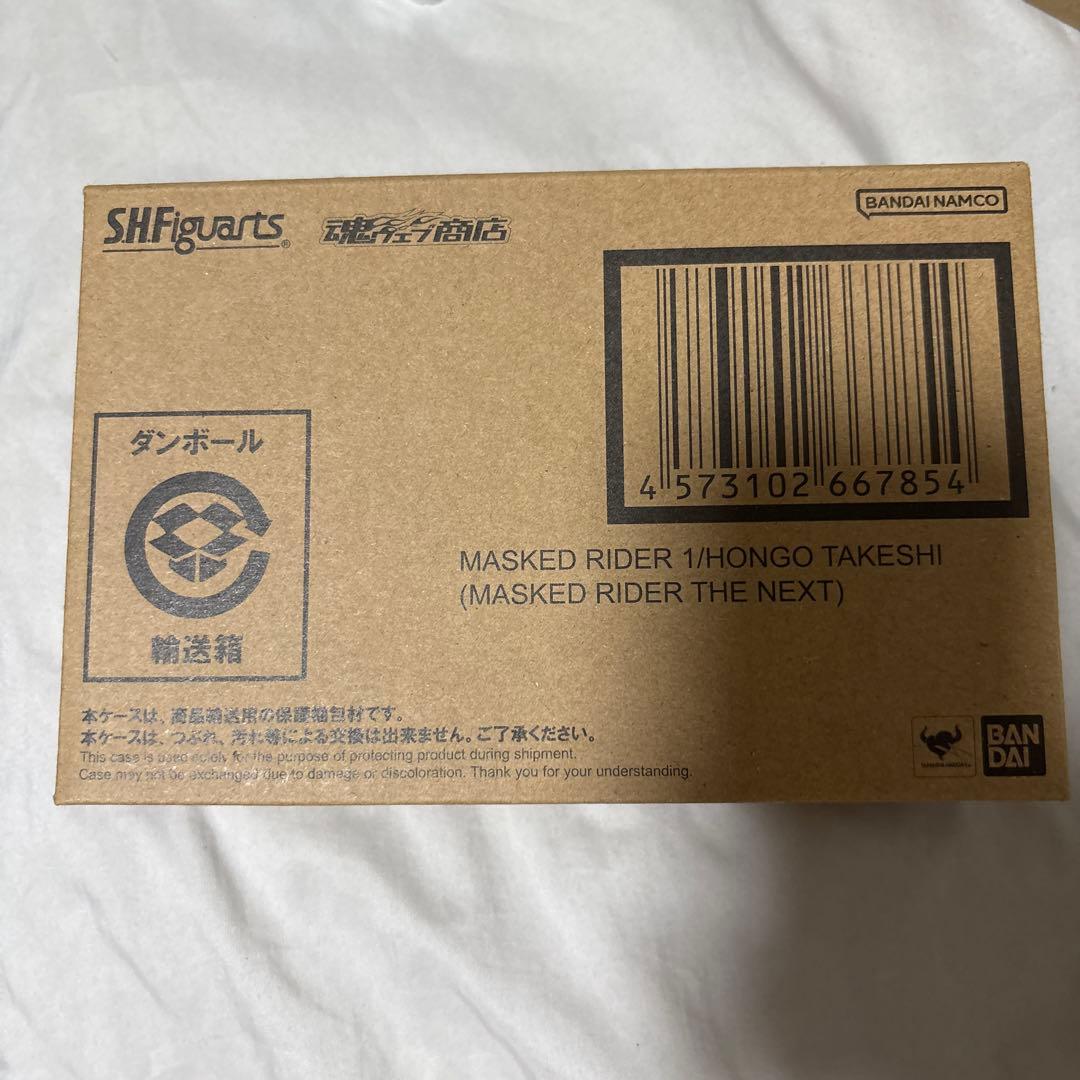 S.H.Figuarts®
魂ウェブ商店
BANDAI NAMCO
4 573102 667854
MASKED RIDER 1/HONGO TAKESHI
(MASKED RIDER THE NEXT)
ダンボール
輸送箱
本ケースは、商品輸送用の保護梱包材です。
本ケースは、つぶれ、汚れ等による交換は出来ません。ご了承ください。
This case is used solely for the purpose of protecting product during shipment.
Case may not be exchanged due to damage or discoloration. Thank you for your understanding.
TAMASHII NATIONS
BAN
DAI